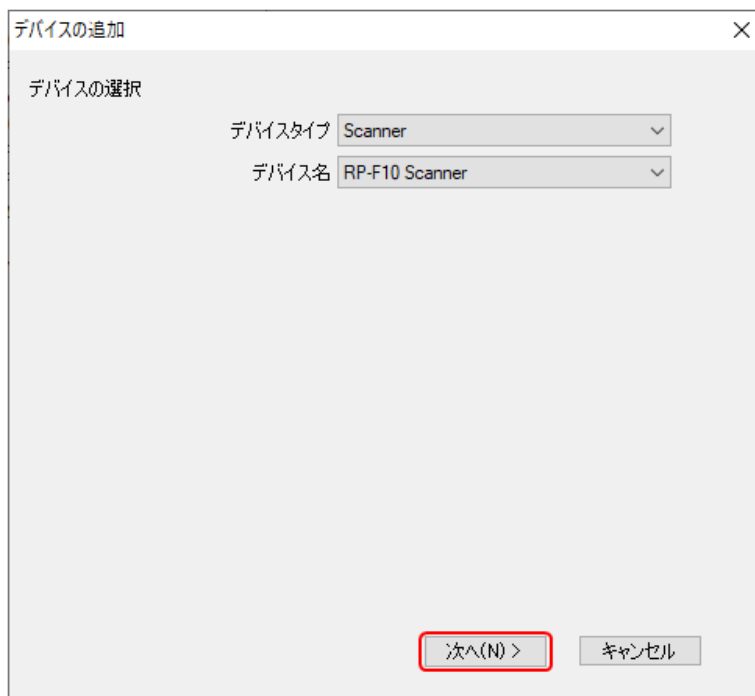 デバイスの追加
デバイスの選択
デバイスタイプ Scanner
デバイス名 RP-F10 Scanner
次へ(N) > キャンセル